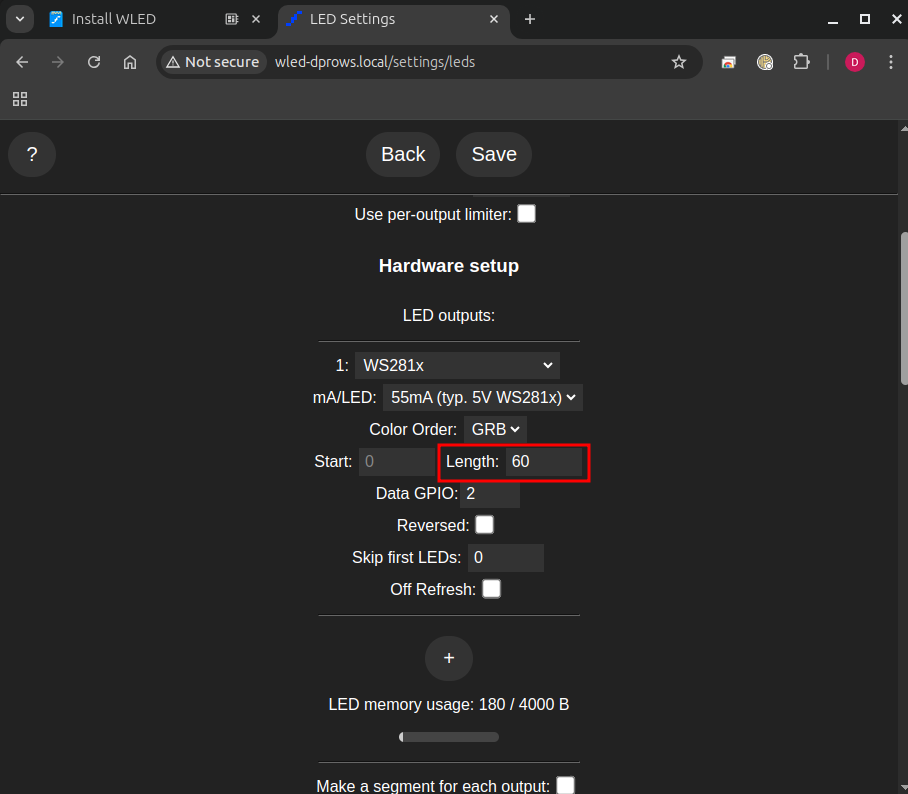 Install WLED
LED Settings
Not secure
wled-dprows.local/settings/leds
D
?
Back
Save
Use per-output limiter:
Hardware setup
LED outputs:
1: WS281x
mA/LED: 55mA (typ. 5V WS281x)
Color Order: GRB
Start: 0 Length: 60
Data GPIO: 2
Reversed:
Skip first LEDs: 0
Off Refresh:
+
LED memory usage: 180 / 4000 B
Make a segment for each output: